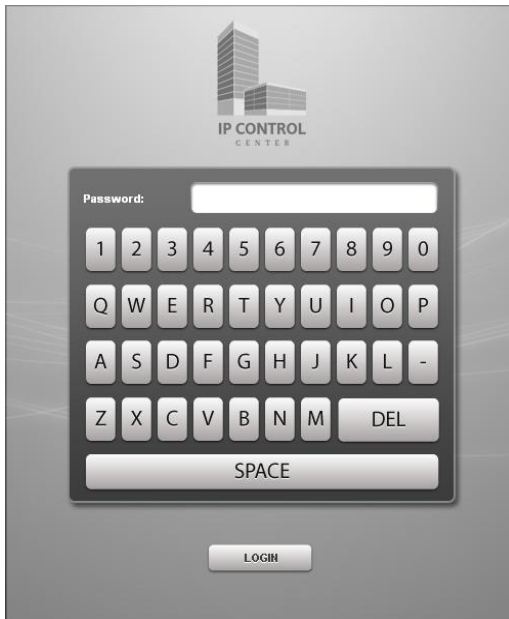 IP CONTROL
CENTER
Password:
1 2 3 4 5 6 7 8 9 0
Q W E R T Y U I O P
A S D F G H J K L -
Z X C V B N M DEL
SPACE
LOGIN